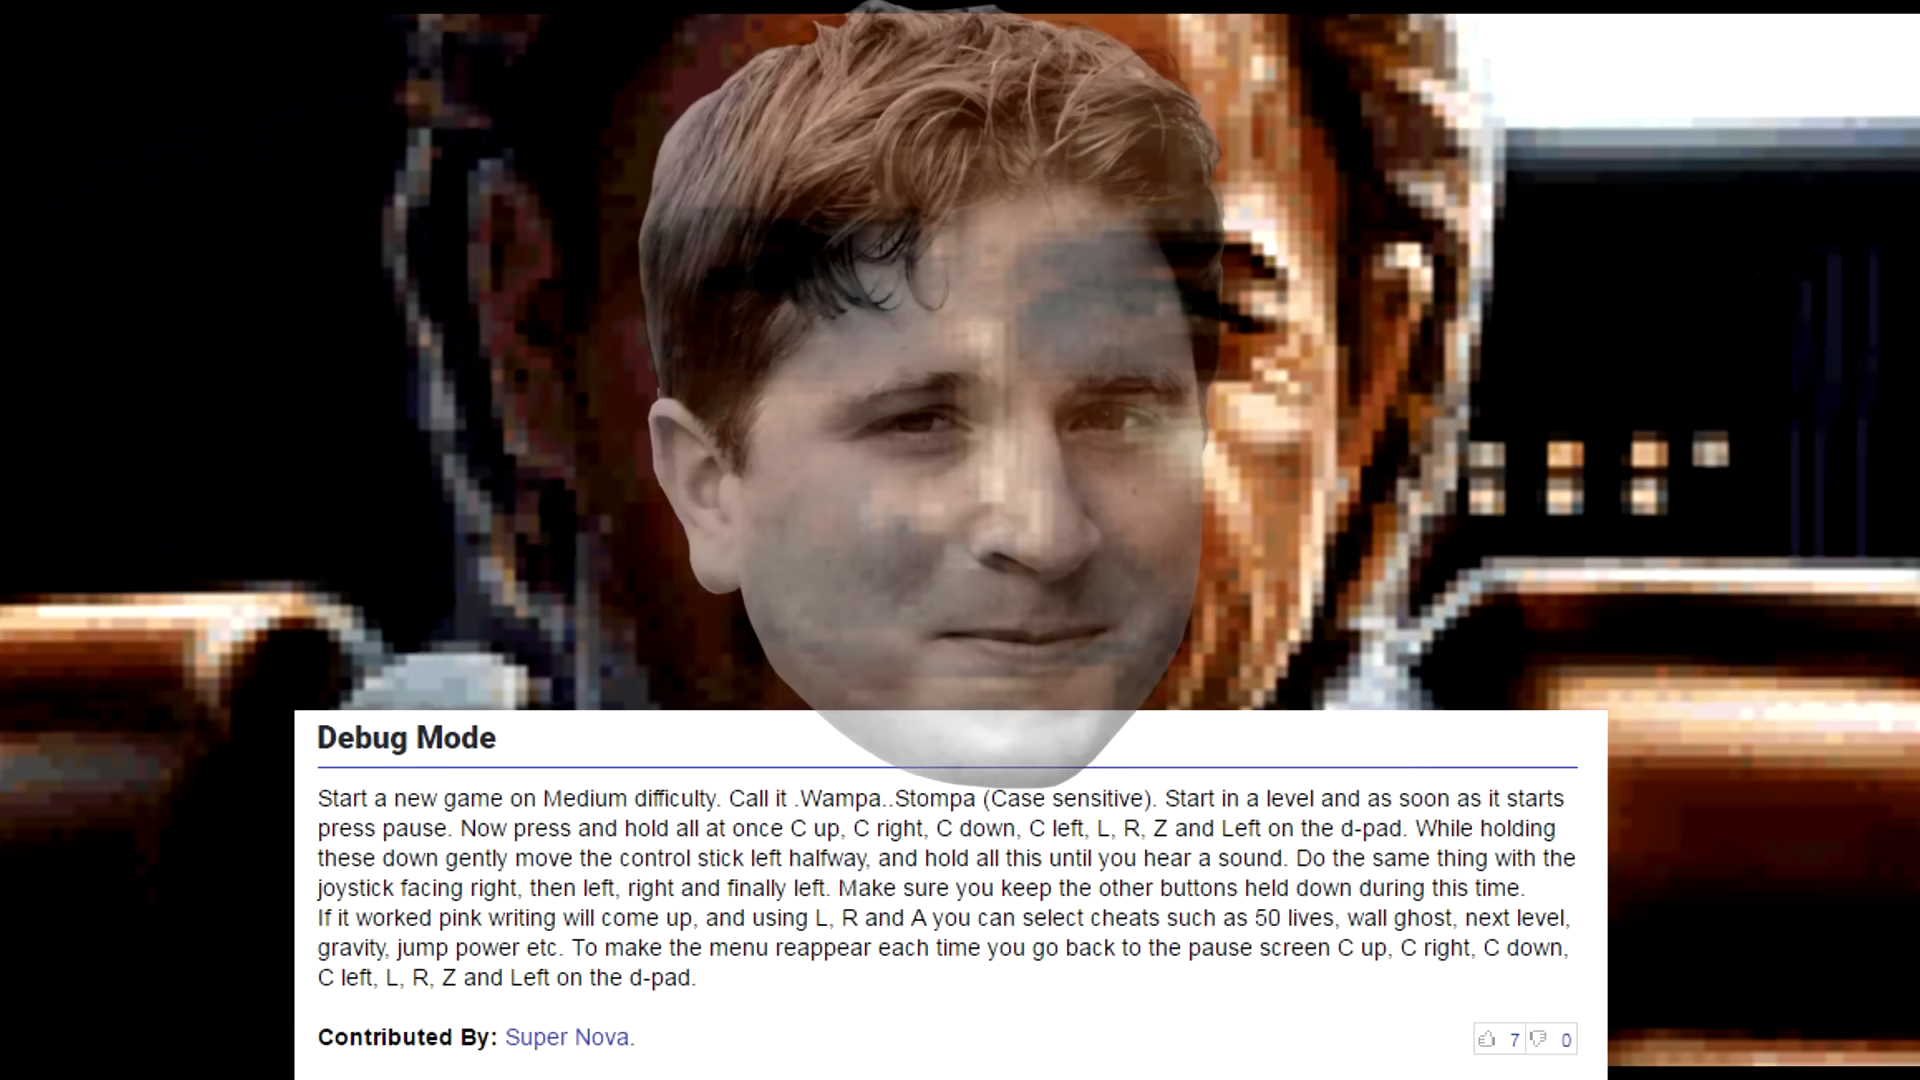 Debug Mode
Start a new game on Medium difficulty. Call it .Wampa..Stompa (Case sensitive). Start in a level and as soon as it starts
press pause. Now press and hold all at once C up, C right, C down, C left, L, R, Z and Left on the d-pad. While holding
these down gently move the control stick left halfway, and hold all this until you hear a sound. Do the same thing with the
joystick facing right, then left, right and finally left. Make sure you keep the other buttons held down during this time.
If it worked pink writing will come up, and using L, R and A you can select cheats such as 50 lives, wall ghost, next level,
gravity, jump power etc. To make the menu reappear each time you go back to the pause screen C up, C right, C down,
C left, L, R, Z and Left on the d-pad.
Contributed By: Super Nova.
7 0